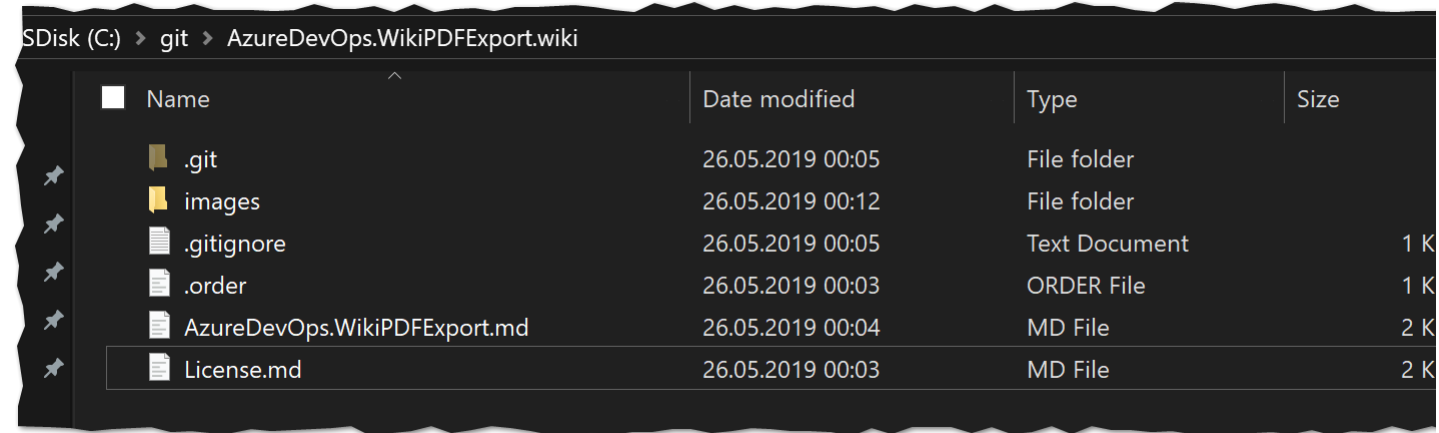 SDisk (C:) > git > AzureDevOps.WikiPDFExport.wiki
Name Date modified Type Size
.git 26.05.2019 00:05 File folder
images 26.05.2019 00:12 File folder
.gitignore 26.05.2019 00:05 Text Document 1 K
.order 26.05.2019 00:03 ORDER File 1 K
AzureDevOps.WikiPDFExport.md 26.05.2019 00:04 MD File 2 K
License.md 26.05.2019 00:03 MD File 2 K